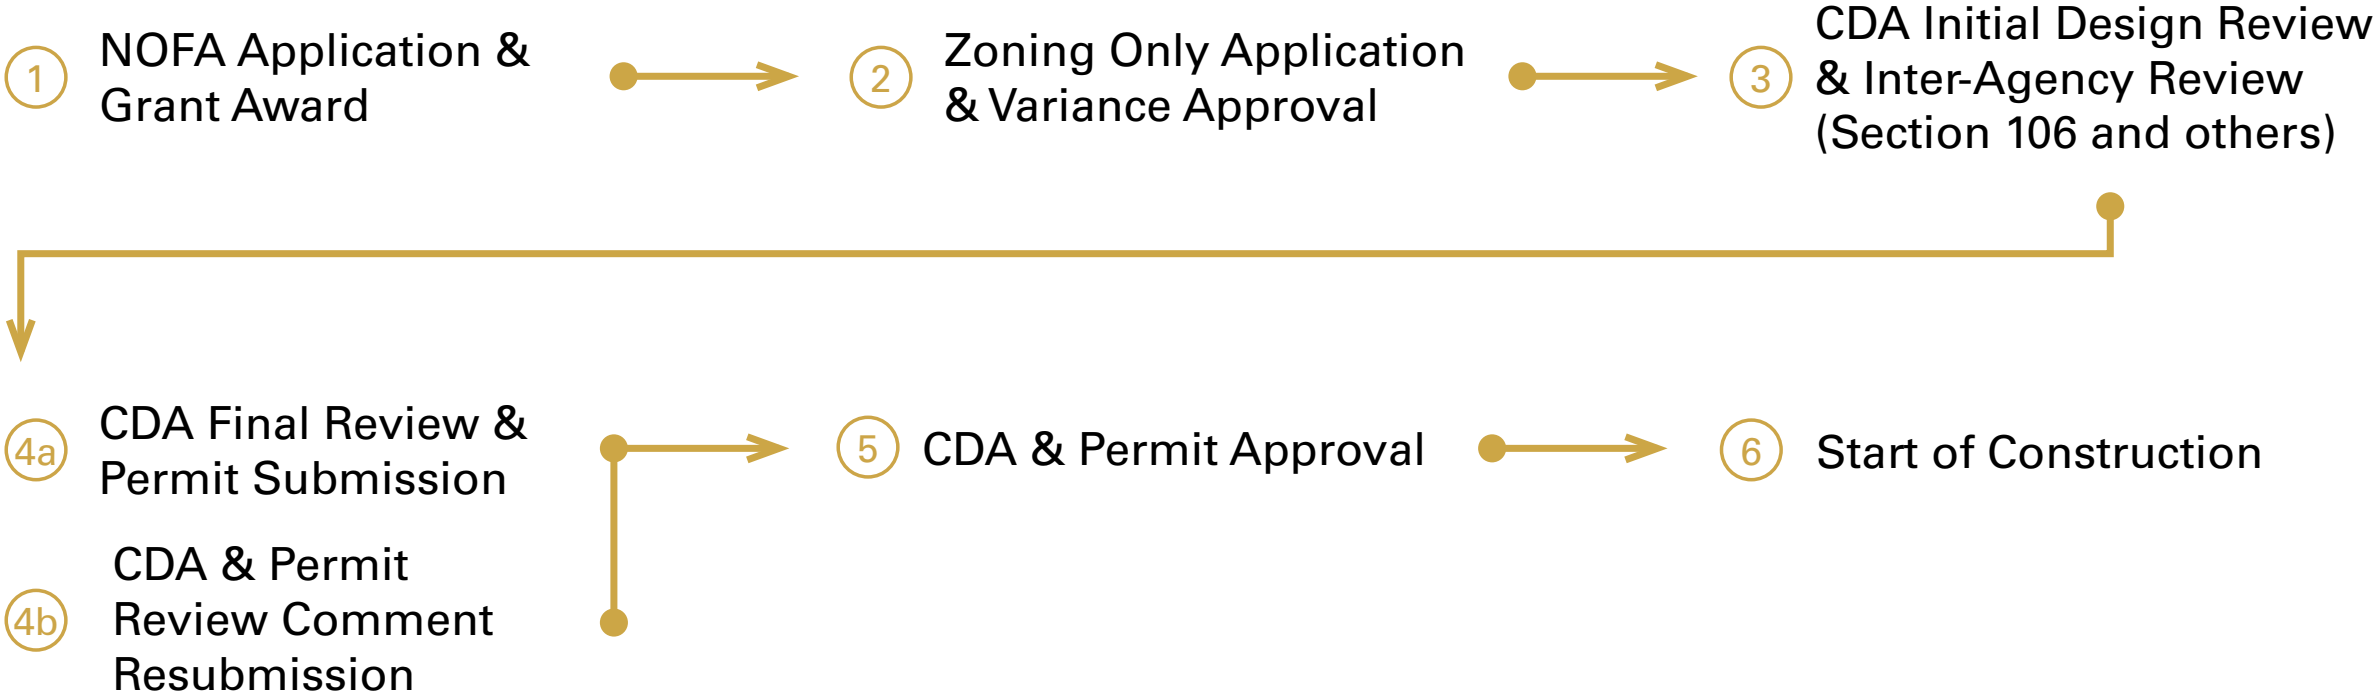 1
NOFA Application &
Grant Award
2
Zoning Only Application
& Variance Approval
3
CDA Initial Design Review
& Inter-Agency Review
(Section 106 and others)
4a
CDA Final Review &
Permit Submission
4b
CDA & Permit
Review Comment
Resubmission
5
CDA & Permit Approval
6
Start of Construction